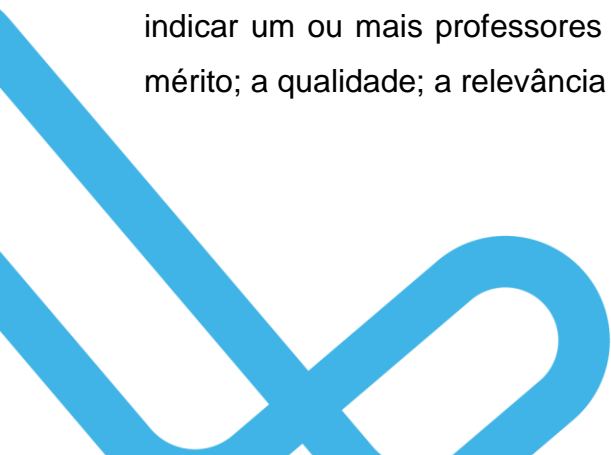 indicar um ou mais professores
mérito; a qualidade; a relevância